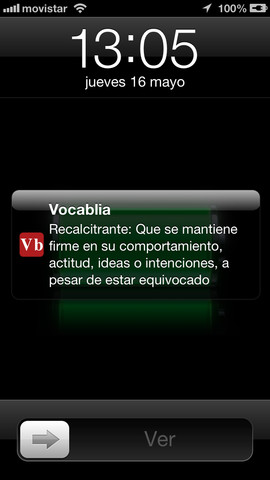 movistar 100%
13:05
jueves 16 mayo
Vocablia
Vb
Recalcitrante: Que se mantiene
firme en su comportamiento,
actitud, ideas o intenciones, a
pesar de estar equivocado
Ver